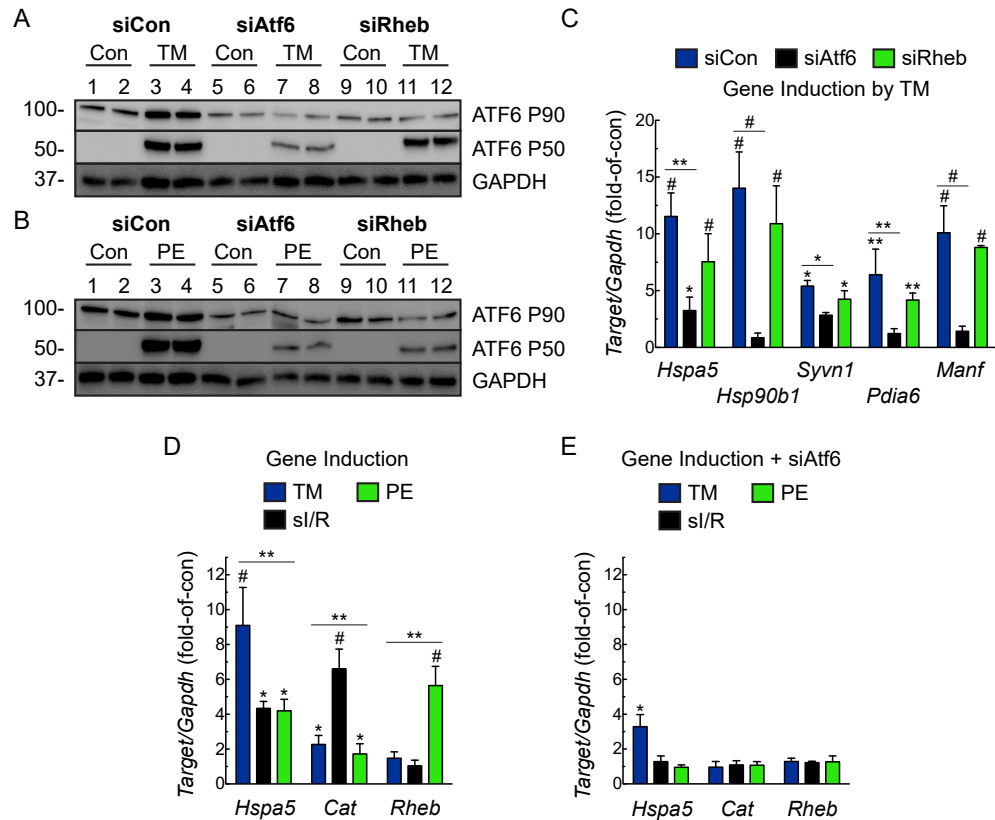 A
siCon siAtf6 siRheb
Con TM Con TM Con TM
1 2 3 4 5 6 7 8 9 10 11 12
100- ATF6 P90
50- ATF6 P50
37- GAPDH
B
siCon siAtf6 siRheb
Con PE Con PE Con PE
1 2 3 4 5 6 7 8 9 10 11 12
100- ATF6 P90
50- ATF6 P50
37- GAPDH
C
siCon siAtf6 siRheb
Gene Induction by TM
Target/Gapdh (fold-of-con)
20
15
10
5
0
# ** * # # # * * * ** ** ** # # #
Hspa5 Syvn1 Manf
Hsp90b1 Pdia6
D
Gene Induction
TM PE
sI/R
Target/Gapdh (fold-of-con)
12
10
8
6
4
2
0
** # * * ** * # * ** #
Hspa5 Cat Rheb
E
Gene Induction + siAtf6
TM PE
sI/R
Target/Gapdh (fold-of-con)
12
10
8
6
4
2
0
*
Hspa5 Cat Rheb